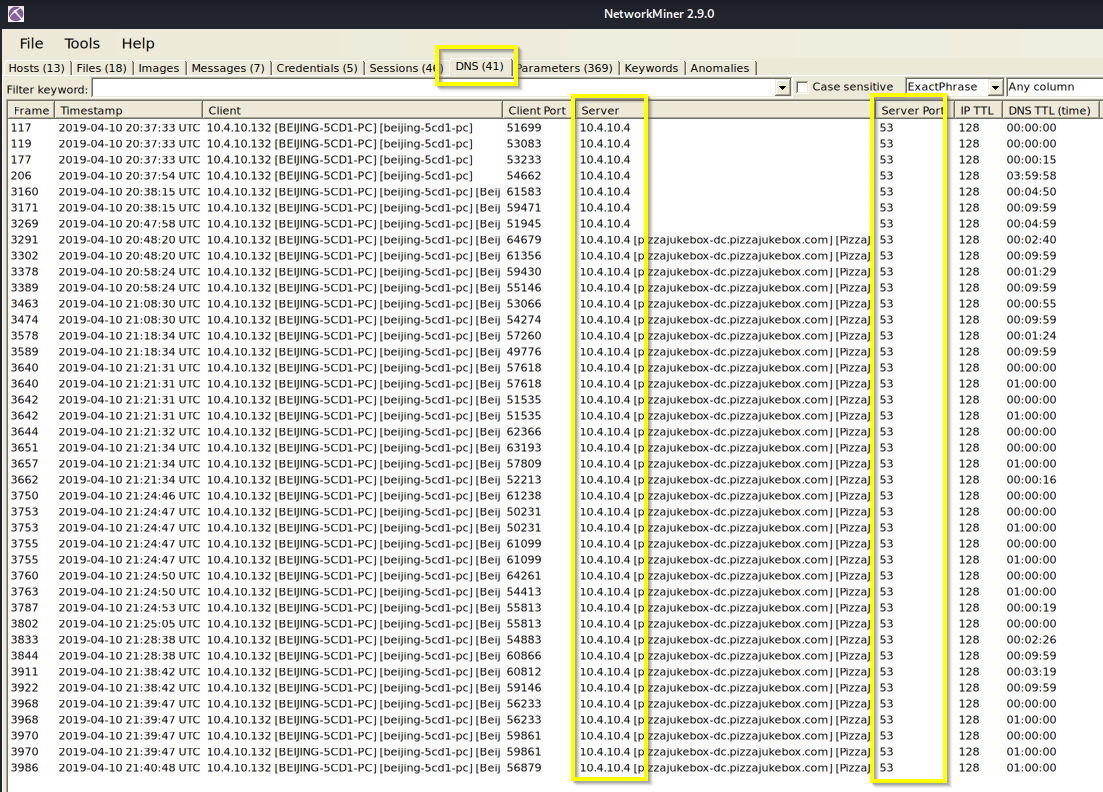 NetworkMiner 2.9.0
File Tools Help
Hosts (13) Files (18) Images Messages (7) Credentials (5) Sessions (46 DNS (41) Parameters (369) Keywords Anomalies
Filter keyword: Case sensitive ExactPhrase Any column
Frame Timestamp Client Client Port Server Server Port IP TTL DNS TTL (time)
117 2019-04-10 20:37:33 UTC 10.4.10.132 [BEIJING-5CD1-PC] [beijing-5cd1-pc] 51699 10.4.10.4 53 128 00:00:00
119 2019-04-10 20:37:33 UTC 10.4.10.132 [BEIJING-5CD1-PC] [beijing-5cd1-pc] 53083 10.4.10.4 53 128 00:00:00
177 2019-04-10 20:37:33 UTC 10.4.10.132 [BEIJING-5CD1-PC] [beijing-5cd1-pc] 53233 10.4.10.4 53 128 00:00:15
206 2019-04-10 20:37:54 UTC 10.4.10.132 [BEIJING-5CD1-PC] [beijing-5cd1-pc] 54662 10.4.10.4 53 128 03:59:58
3160 2019-04-10 20:38:15 UTC 10.4.10.132 [BEIJING-5CD1-PC] [beijing-5cd1-pc] [Beij 61583 10.4.10.4 53 128 00:04:50
3171 2019-04-10 20:38:15 UTC 10.4.10.132 [BEIJING-5CD1-PC] [beijing-5cd1-pc] [Beij 59471 10.4.10.4 53 128 00:09:59
3269 2019-04-10 20:47:58 UTC 10.4.10.132 [BEIJING-5CD1-PC] [beijing-5cd1-pc] [Beij 51945 10.4.10.4 53 128 00:04:59
3291 2019-04-10 20:48:20 UTC 10.4.10.132 [BEIJING-5CD1-PC] [beijing-5cd1-pc] [Beij 64679 10.4.10.4 [pizzajukebox-dc.pizzajukebox.com] [PizzaJ 53 128 00:02:40
3302 2019-04-10 20:48:20 UTC 10.4.10.132 [BEIJING-5CD1-PC] [beijing-5cd1-pc] [Beij 61356 10.4.10.4 [pizzajukebox-dc.pizzajukebox.com] [PizzaJ 53 128 00:09:59
3378 2019-04-10 20:58:24 UTC 10.4.10.132 [BEIJING-5CD1-PC] [beijing-5cd1-pc] [Beij 59430 10.4.10.4 [pizzajukebox-dc.pizzajukebox.com] [PizzaJ 53 128 00:01:29
3389 2019-04-10 20:58:24 UTC 10.4.10.132 [BEIJING-5CD1-PC] [beijing-5cd1-pc] [Beij 55146 10.4.10.4 [pizzajukebox-dc.pizzajukebox.com] [PizzaJ 53 128 00:09:59
3463 2019-04-10 21:08:30 UTC 10.4.10.132 [BEIJING-5CD1-PC] [beijing-5cd1-pc] [Beij 53066 10.4.10.4 [pizzajukebox-dc.pizzajukebox.com] [PizzaJ 53 128 00:00:55
3474 2019-04-10 21:08:30 UTC 10.4.10.132 [BEIJING-5CD1-PC] [beijing-5cd1-pc] [Beij 54274 10.4.10.4 [pizzajukebox-dc.pizzajukebox.com] [PizzaJ 53 128 00:09:59
3578 2019-04-10 21:18:34 UTC 10.4.10.132 [BEIJING-5CD1-PC] [beijing-5cd1-pc] [Beij 57260 10.4.10.4 [pizzajukebox-dc.pizzajukebox.com] [PizzaJ 53 128 00:01:24
3589 2019-04-10 21:18:34 UTC 10.4.10.132 [BEIJING-5CD1-PC] [beijing-5cd1-pc] [Beij 49776 10.4.10.4 [pizzajukebox-dc.pizzajukebox.com] [PizzaJ 53 128 00:09:59
3640 2019-04-10 21:21:31 UTC 10.4.10.132 [BEIJING-5CD1-PC] [beijing-5cd1-pc] [Beij 57618 10.4.10.4 [pizzajukebox-dc.pizzajukebox.com] [PizzaJ 53 128 00:00:00
3640 2019-04-10 21:21:31 UTC 10.4.10.132 [BEIJING-5CD1-PC] [beijing-5cd1-pc] [Beij 57618 10.4.10.4 [pizzajukebox-dc.pizzajukebox.com] [PizzaJ 53 128 01:00:00
3642 2019-04-10 21:21:31 UTC 10.4.10.132 [BEIJING-5CD1-PC] [beijing-5cd1-pc] [Beij 51535 10.4.10.4 [pizzajukebox-dc.pizzajukebox.com] [PizzaJ 53 128 00:00:00
3642 2019-04-10 21:21:31 UTC 10.4.10.132 [BEIJING-5CD1-PC] [beijing-5cd1-pc] [Beij 51535 10.4.10.4 [pizzajukebox-dc.pizzajukebox.com] [PizzaJ 53 128 01:00:00
3644 2019-04-10 21:21:32 UTC 10.4.10.132 [BEIJING-5CD1-PC] [beijing-5cd1-pc] [Beij 62366 10.4.10.4 [pizzajukebox-dc.pizzajukebox.com] [PizzaJ 53 128 00:00:00
3651 2019-04-10 21:21:34 UTC 10.4.10.132 [BEIJING-5CD1-PC] [beijing-5cd1-pc] [Beij 63193 10.4.10.4 [pizzajukebox-dc.pizzajukebox.com] [PizzaJ 53 128 00:00:00
3657 2019-04-10 21:21:34 UTC 10.4.10.132 [BEIJING-5CD1-PC] [beijing-5cd1-pc] [Beij 57809 10.4.10.4 [pizzajukebox-dc.pizzajukebox.com] [PizzaJ 53 128 01:00:00
3662 2019-04-10 21:21:34 UTC 10.4.10.132 [BEIJING-5CD1-PC] [beijing-5cd1-pc] [Beij 52213 10.4.10.4 [pizzajukebox-dc.pizzajukebox.com] [PizzaJ 53 128 00:00:16
3750 2019-04-10 21:24:46 UTC 10.4.10.132 [BEIJING-5CD1-PC] [beijing-5cd1-pc] [Beij 61238 10.4.10.4 [pizzajukebox-dc.pizzajukebox.com] [PizzaJ 53 128 00:00:00
3753 2019-04-10 21:24:47 UTC 10.4.10.132 [BEIJING-5CD1-PC] [beijing-5cd1-pc] [Beij 50231 10.4.10.4 [pizzajukebox-dc.pizzajukebox.com] [PizzaJ 53 128 00:00:00
3753 2019-04-10 21:24:47 UTC 10.4.10.132 [BEIJING-5CD1-PC] [beijing-5cd1-pc] [Beij 50231 10.4.10.4 [pizzajukebox-dc.pizzajukebox.com] [PizzaJ 53 128 01:00:00
3755 2019-04-10 21:24:47 UTC 10.4.10.132 [BEIJING-5CD1-PC] [beijing-5cd1-pc] [Beij 61099 10.4.10.4 [pizzajukebox-dc.pizzajukebox.com] [PizzaJ 53 128 00:00:00
3755 2019-04-10 21:24:47 UTC 10.4.10.132 [BEIJING-5CD1-PC] [beijing-5cd1-pc] [Beij 61099 10.4.10.4 [pizzajukebox-dc.pizzajukebox.com] [PizzaJ 53 128 01:00:00
3760 2019-04-10 21:24:50 UTC 10.4.10.132 [BEIJING-5CD1-PC] [beijing-5cd1-pc] [Beij 64261 10.4.10.4 [pizzajukebox-dc.pizzajukebox.com] [PizzaJ 53 128 00:00:00
3763 2019-04-10 21:24:50 UTC 10.4.10.132 [BEIJING-5CD1-PC] [beijing-5cd1-pc] [Beij 54413 10.4.10.4 [pizzajukebox-dc.pizzajukebox.com] [PizzaJ 53 128 01:00:00
3787 2019-04-10 21:24:53 UTC 10.4.10.132 [BEIJING-5CD1-PC] [beijing-5cd1-pc] [Beij 55813 10.4.10.4 [pizzajukebox-dc.pizzajukebox.com] [PizzaJ 53 128 00:00:19
3802 2019-04-10 21:25:05 UTC 10.4.10.132 [BEIJING-5CD1-PC] [beijing-5cd1-pc] [Beij 55813 10.4.10.4 [pizzajukebox-dc.pizzajukebox.com] [PizzaJ 53 128 00:00:00
3833 2019-04-10 21:28:38 UTC 10.4.10.132 [BEIJING-5CD1-PC] [beijing-5cd1-pc] [Beij 54883 10.4.10.4 [pizzajukebox-dc.pizzajukebox.com] [PizzaJ 53 128 00:02:26
3844 2019-04-10 21:28:38 UTC 10.4.10.132 [BEIJING-5CD1-PC] [beijing-5cd1-pc] [Beij 60866 10.4.10.4 [pizzajukebox-dc.pizzajukebox.com] [PizzaJ 53 128 00:09:59
3911 2019-04-10 21:38:42 UTC 10.4.10.132 [BEIJING-5CD1-PC] [beijing-5cd1-pc] [Beij 60812 10.4.10.4 [pizzajukebox-dc.pizzajukebox.com] [PizzaJ 53 128 00:03:19
3922 2019-04-10 21:38:42 UTC 10.4.10.132 [BEIJING-5CD1-PC] [beijing-5cd1-pc] [Beij 59146 10.4.10.4 [pizzajukebox-dc.pizzajukebox.com] [PizzaJ 53 128 00:09:59
3968 2019-04-10 21:39:47 UTC 10.4.10.132 [BEIJING-5CD1-PC] [beijing-5cd1-pc] [Beij 56233 10.4.10.4 [pizzajukebox-dc.pizzajukebox.com] [PizzaJ 53 128 00:00:00
3968 2019-04-10 21:39:47 UTC 10.4.10.132 [BEIJING-5CD1-PC] [beijing-5cd1-pc] [Beij 56233 10.4.10.4 [pizzajukebox-dc.pizzajukebox.com] [PizzaJ 53 128 01:00:00
3970 2019-04-10 21:39:47 UTC 10.4.10.132 [BEIJING-5CD1-PC] [beijing-5cd1-pc] [Beij 59861 10.4.10.4 [pizzajukebox-dc.pizzajukebox.com] [PizzaJ 53 128 00:00:00
3970 2019-04-10 21:39:47 UTC 10.4.10.132 [BEIJING-5CD1-PC] [beijing-5cd1-pc] [Beij 59861 10.4.10.4 [pizzajukebox-dc.pizzajukebox.com] [PizzaJ 53 128 01:00:00
3986 2019-04-10 21:40:48 UTC 10.4.10.132 [BEIJING-5CD1-PC] [beijing-5cd1-pc] [Beij 56879 10.4.10.4 [pizzajukebox-dc.pizzajukebox.com] [PizzaJ 53 128 01:00:00